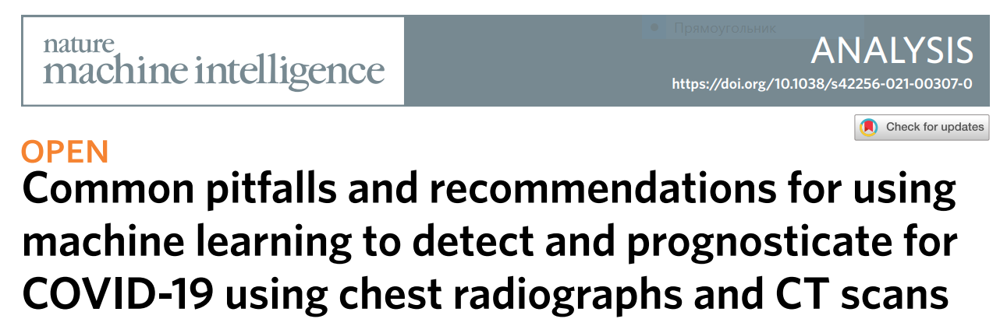 nature
machine intelligence
Прямоугольник
ANALYSIS
https://doi.org/10.1038/s42256-021-00307-0
Check for updates
OPEN
Common pitfalls and recommendations for using
machine learning to detect and prognosticate for
COVID-19 using chest radiographs and CT scans